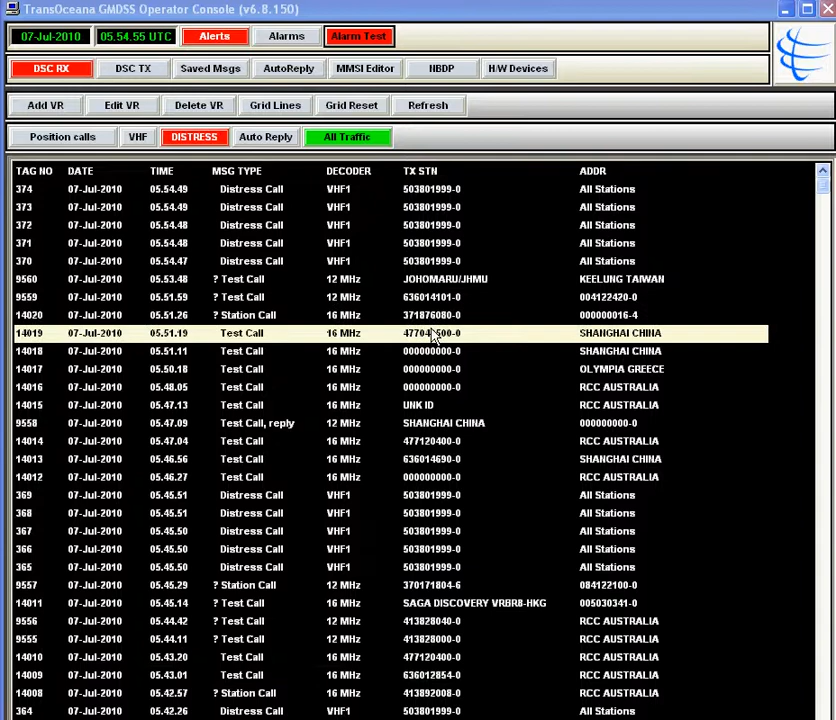 TransOceana GMDSS Operator Console (v6.8.150)
07-Jul-2010 05.54.55 UTC Alerts Alarms Alarm Test
DSC RX DSC TX Saved Msgs AutoReply MMSI Editor NBDP H/W Devices
Add VR Edit VR Delete VR Grid Lines Grid Reset Refresh
Position calls VHF DISTRESS Auto Reply All Traffic
TAG NO DATE TIME MSG TYPE DECODER TX STN ADDR
374 07-Jul-2010 05.54.49 Distress Call VHF1 503801999-0 All Stations
373 07-Jul-2010 05.54.49 Distress Call VHF1 503801999-0 All Stations
372 07-Jul-2010 05.54.48 Distress Call VHF1 503801999-0 All Stations
371 07-Jul-2010 05.54.48 Distress Call VHF1 503801999-0 All Stations
370 07-Jul-2010 05.54.47 Distress Call VHF1 503801999-0 All Stations
9560 07-Jul-2010 05.53.48 ? Test Call 12 MHz JOHOMARU/JHMU KEELUNG TAIWAN
9559 07-Jul-2010 05.51.59 ? Test Call 12 MHz 636014101-0 004122420-0
14020 07-Jul-2010 05.51.26 ? Station Call 16 MHz 371876080-0 000000016-4
14019 07-Jul-2010 05.51.19 Test Call 16 MHz SHANGHAI CHINA
14018 07-Jul-2010 05.51.11 Test Call 16 MHz 000000000-0 SHANGHAI CHINA
14017 07-Jul-2010 05.50.18 Test Call 16 MHz 000000000-0 OLYMPIA GREECE
14016 07-Jul-2010 05.48.05 Test Call 16 MHz 000000000-0 RCC AUSTRALIA
14015 07-Jul-2010 05.47.13 Test Call 16 MHz UNK ID RCC AUSTRALIA
9558 07-Jul-2010 05.47.09 Test Call, reply 12 MHz SHANGHAI CHINA 000000000-0
14014 07-Jul-2010 05.47.04 Test Call 16 MHz 477120400-0 RCC AUSTRALIA
14013 07-Jul-2010 05.46.56 Test Call 16 MHz 636014690-0 SHANGHAI CHINA
14012 07-Jul-2010 05.46.27 Test Call 16 MHz 000000000-0 RCC AUSTRALIA
369 07-Jul-2010 05.45.51 Distress Call VHF1 503801999-0 All Stations
368 07-Jul-2010 05.45.51 Distress Call VHF1 503801999-0 All Stations
367 07-Jul-2010 05.45.50 Distress Call VHF1 503801999-0 All Stations
366 07-Jul-2010 05.45.50 Distress Call VHF1 503801999-0 All Stations
365 07-Jul-2010 05.45.50 Distress Call VHF1 503801999-0 All Stations
9557 07-Jul-2010 05.45.29 ? Station Call 12 MHz 370171804-6 084122100-0
14011 07-Jul-2010 05.45.14 ? Test Call 16 MHz SAGA DISCOVERY VRBR8-HKG 005030341-0
9556 07-Jul-2010 05.44.42 ? Test Call 12 MHz 413828040-0 RCC AUSTRALIA
9555 07-Jul-2010 05.44.11 ? Test Call 12 MHz 413828000-0 RCC AUSTRALIA
14010 07-Jul-2010 05.43.20 Test Call 16 MHz 477120400-0 RCC AUSTRALIA
14009 07-Jul-2010 05.43.01 Test Call 16 MHz 636012854-0 RCC AUSTRALIA
14008 07-Jul-2010 05.42.57 ? Station Call 16 MHz 413892008-0 RCC AUSTRALIA
364 07-Jul-2010 05.42.26 Distress Call VHF1 503801999-0 All Stations